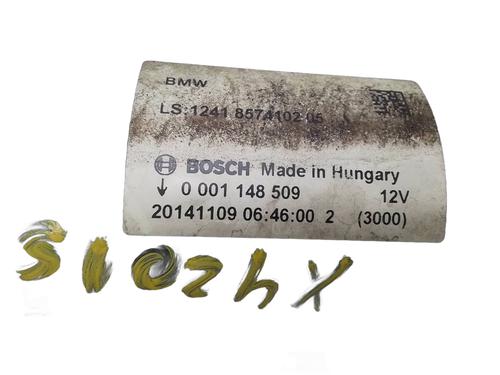 BMW
LS:1241 8574102 05
BOSCH Made in Hungary
↓ 0 001 148 509 12V
20141109 06:46:00 2 (3000)